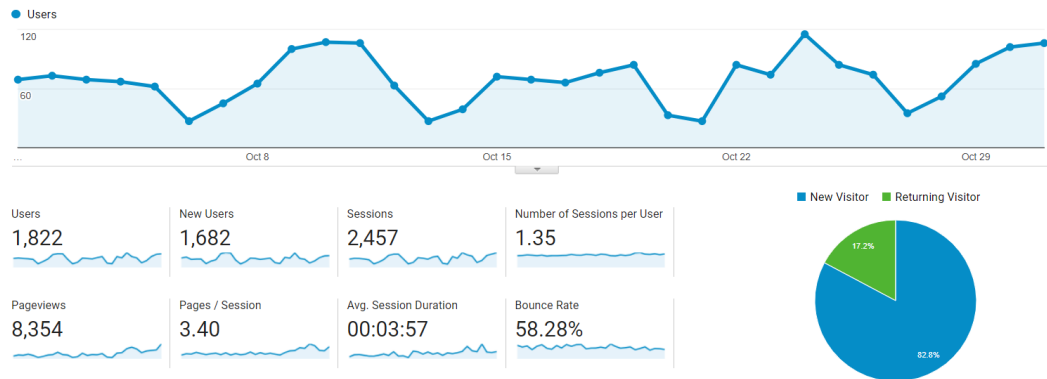 Users
120
60
...
Oct 8
Oct 15
Oct 22
Oct 29
New Visitor
Returning Visitor
Users
1,822
New Users
1,682
Sessions
2,457
Number of Sessions per User
1.35
Pageviews
8,354
Pages / Session
3.40
Avg. Session Duration
00:03:57
Bounce Rate
58.28%
17.2%
82.8%